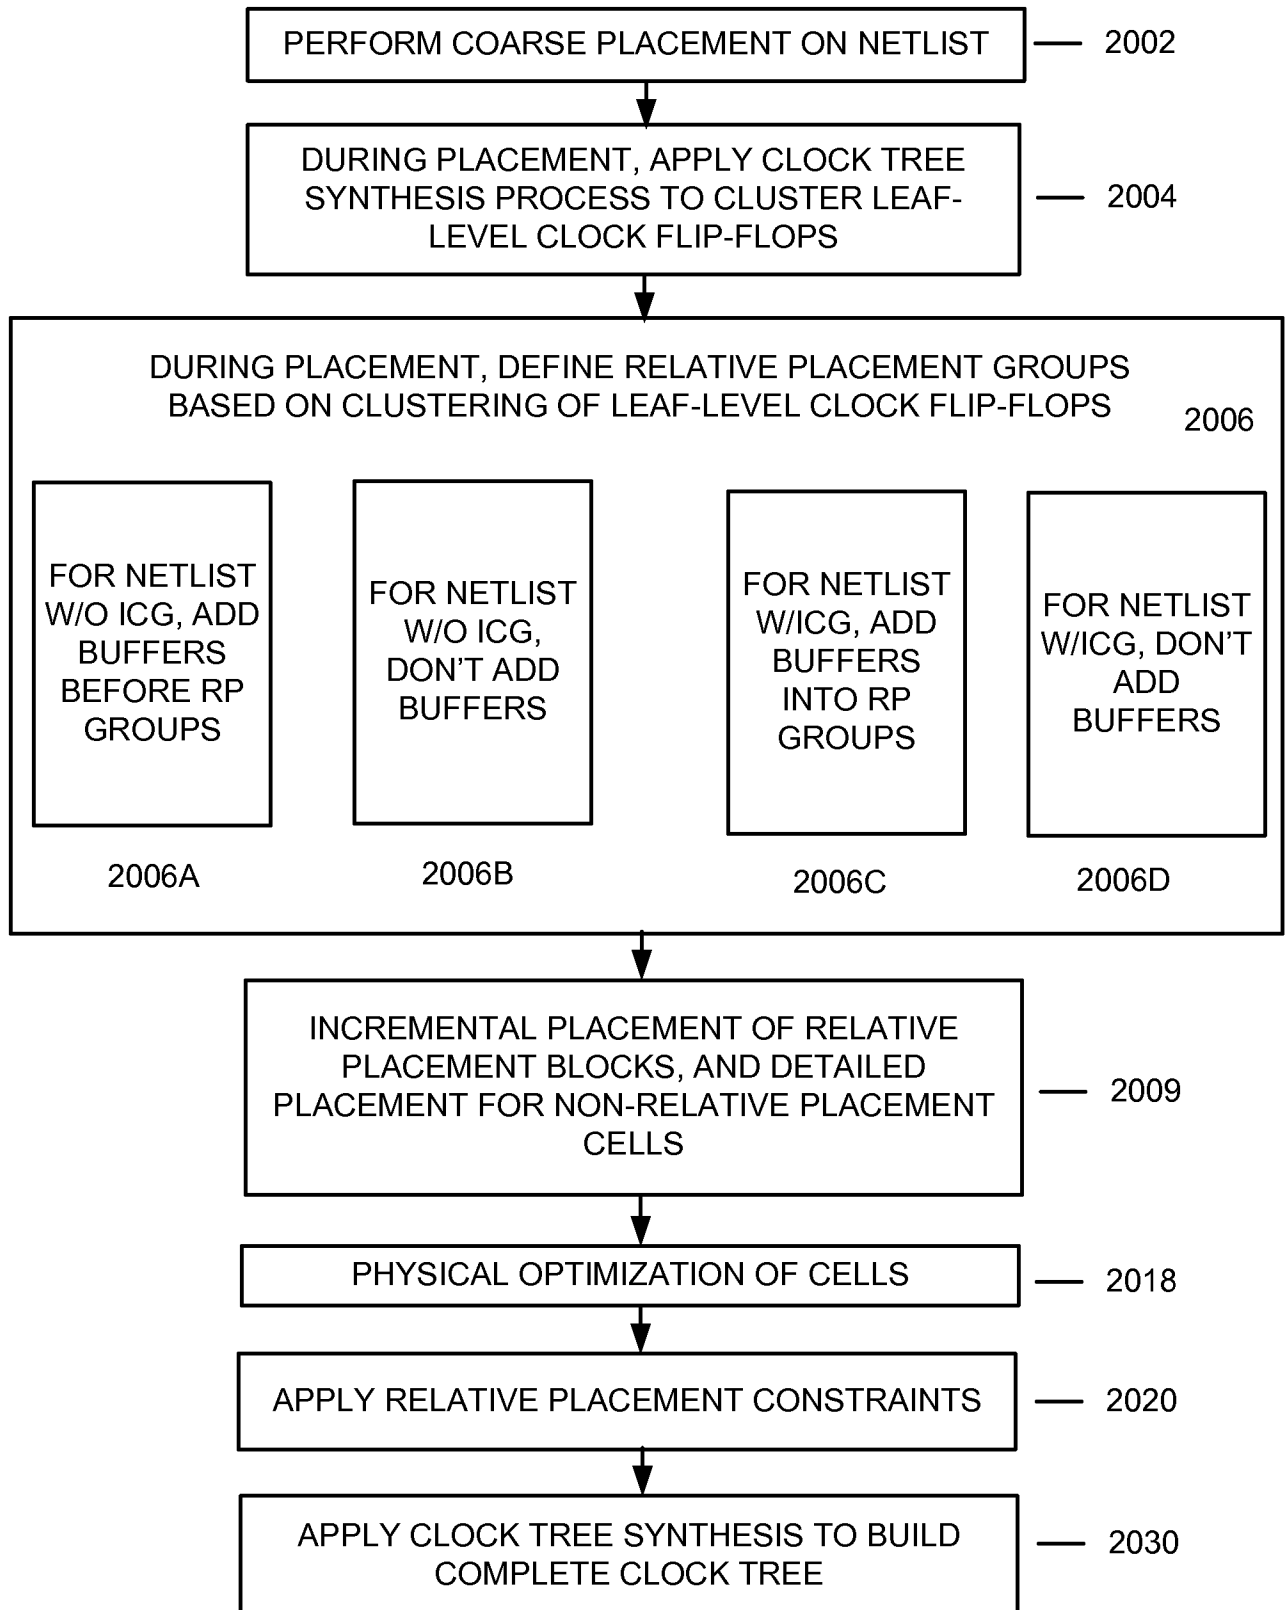 PERFORM COARSE PLACEMENT ON NETLIST
2002
DURING PLACEMENT, APPLY CLOCK TREE
SYNTHESIS PROCESS TO CLUSTER LEAF-
LEVEL CLOCK FLIP-FLOPS
2004
DURING PLACEMENT, DEFINE RELATIVE PLACEMENT GROUPS
BASED ON CLUSTERING OF LEAF-LEVEL CLOCK FLIP-FLOPS
2006
FOR NETLIST
W/O ICG, ADD
BUFFERS
BEFORE RP
GROUPS
2006A
FOR NETLIST
W/O ICG,
DON'T ADD
BUFFERS
2006B
FOR NETLIST
W/ICG, ADD
BUFFERS
INTO RP
GROUPS
2006C
FOR NETLIST
W/ICG, DON'T
ADD
BUFFERS
2006D
INCREMENTAL PLACEMENT OF RELATIVE
PLACEMENT BLOCKS, AND DETAILED
PLACEMENT FOR NON-RELATIVE PLACEMENT
CELLS
2009
PHYSICAL OPTIMIZATION OF CELLS
2018
APPLY RELATIVE PLACEMENT CONSTRAINTS
2020
APPLY CLOCK TREE SYNTHESIS TO BUILD
COMPLETE CLOCK TREE
2030